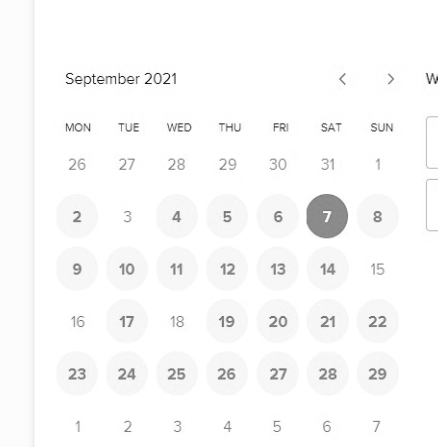 September 2021 < > W
MON TUE WED THU FRI SAT SUN
26 27 28 29 30 31 1
2 3 4 5 6 7 8
9 10 11 12 13 14 15
16 17 18 19 20 21 22
23 24 25 26 27 28 29
1 2 3 4 5 6 7